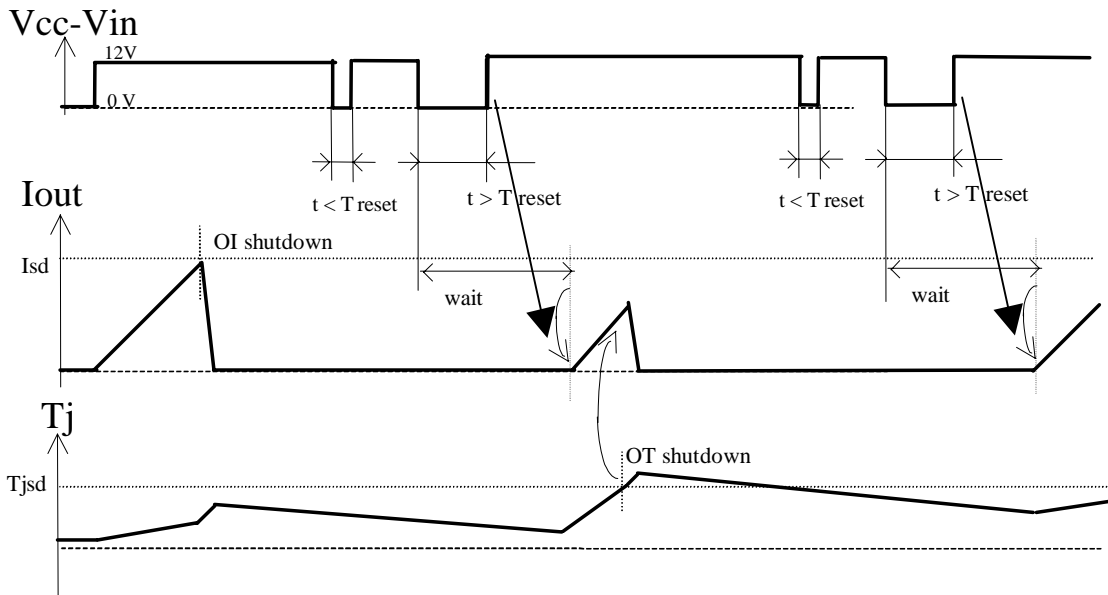 Vcc-Vin
12V
0 V
t < T reset
t > T reset
t < T reset
t > T reset
Iout
OI shutdown
Isd
wait
wait
Tj
OT shutdown
Tjsd